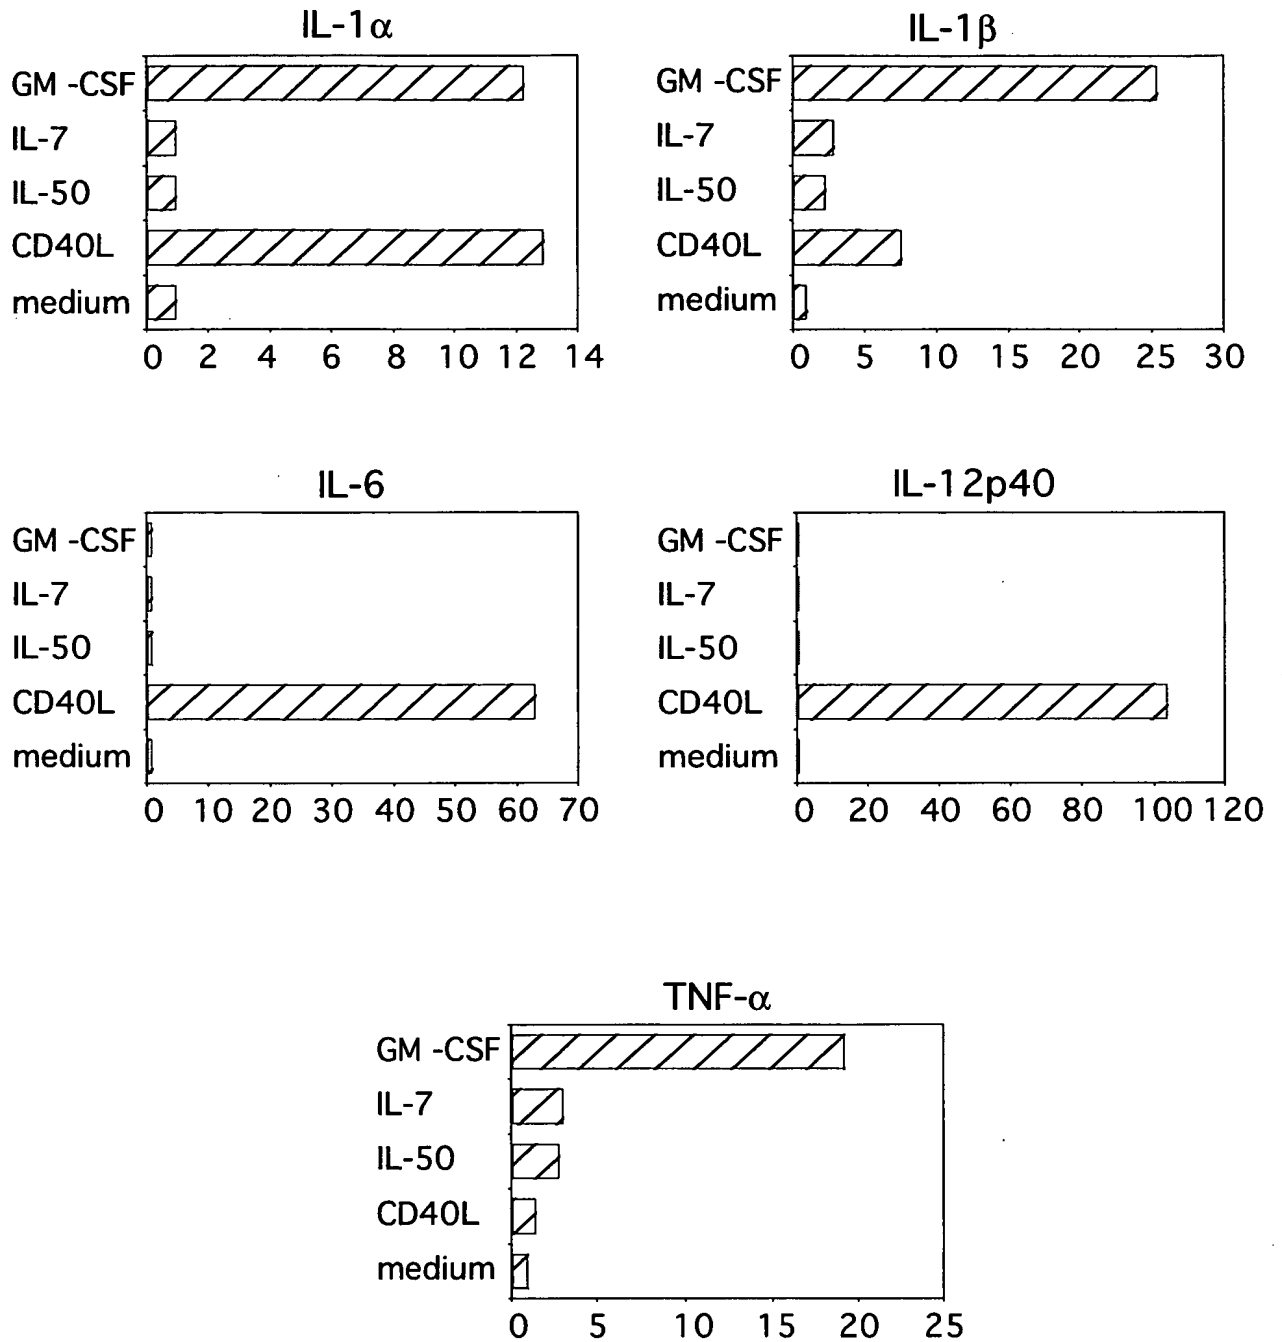 IL-1α
GM -CSF
IL-7
IL-50
CD40L
medium
0 2 4 6 8 10 12 14
IL-1β
GM -CSF
IL-7
IL-50
CD40L
medium
0 5 10 15 20 25 30
IL-6
GM -CSF
IL-7
IL-50
CD40L
medium
0 10 20 30 40 50 60 70
IL-12p40
GM -CSF
IL-7
IL-50
CD40L
medium
0 20 40 60 80 100 120
TNF-α
GM -CSF
IL-7
IL-50
CD40L
medium
0 5 10 15 20 25